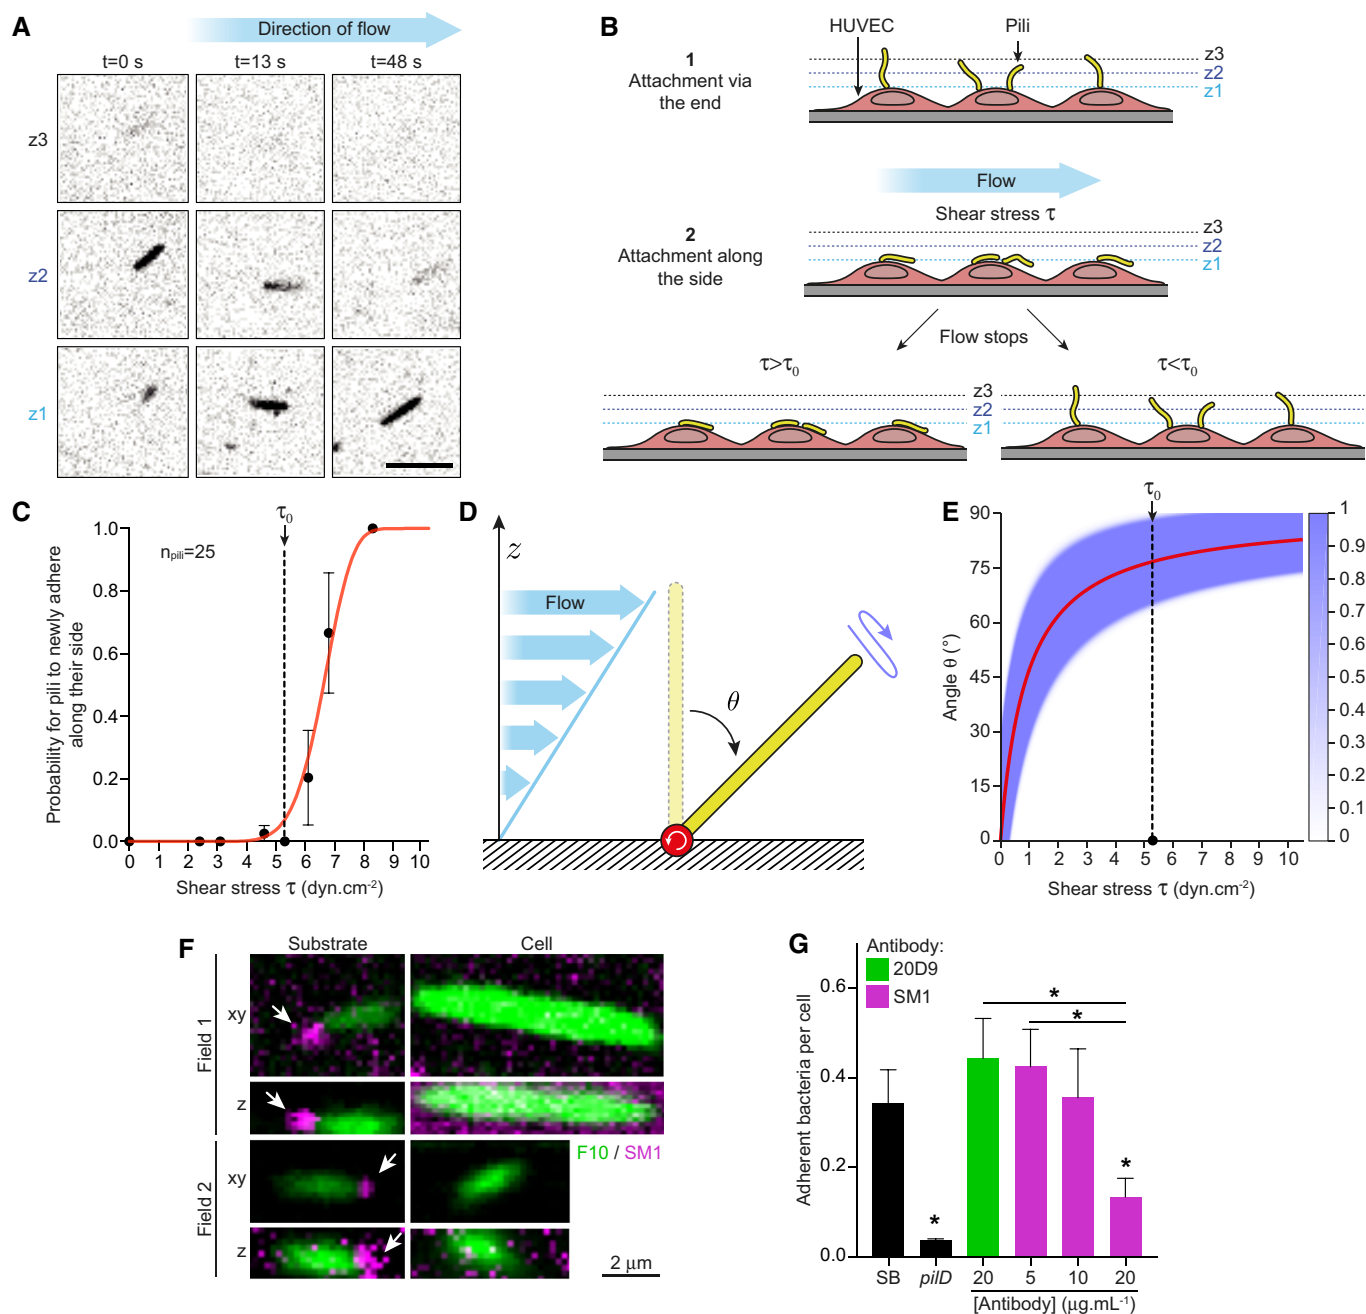 A
Direction of flow
t=0 s
t=13 s
t=48 s
z3
z2
z1
B
HUVEC
Pili
1
Attachment via
the end
z3
z2
z1
Flow
Shear stress τ
2
Attachment along
the side
z3
z2
z1
Flow stops
τ>τ0
τ<τ0
z3
z2
z1
C
τ0
npili=25
Probability for pili to newly adhere
along their side
1.0
0.8
0.6
0.4
0.2
0.0
0 1 2 3 4 5 6 7 8 9 10
Shear stress τ (dyn.cm-2)
D
z
Flow
θ
E
τ0
Angle θ (°)
90
75
60
45
30
15
0
0 1 2 3 4 5 6 7 8 9 10
Shear stress τ (dyn.cm-2)
1
0.9
0.8
0.7
0.6
0.5
0.4
0.3
0.2
0.1
0
F
Substrate
Cell
Field 1
xy
z
Field 2
xy
z
F10 / SM1
2 μm
G
Antibody:
20D9
SM1
Adherent bacteria per cell
0.6
0.4
0.2
0.0
*
*
*
*
SB pilD 20 5 10 20
[Antibody] (μg.mL-1)